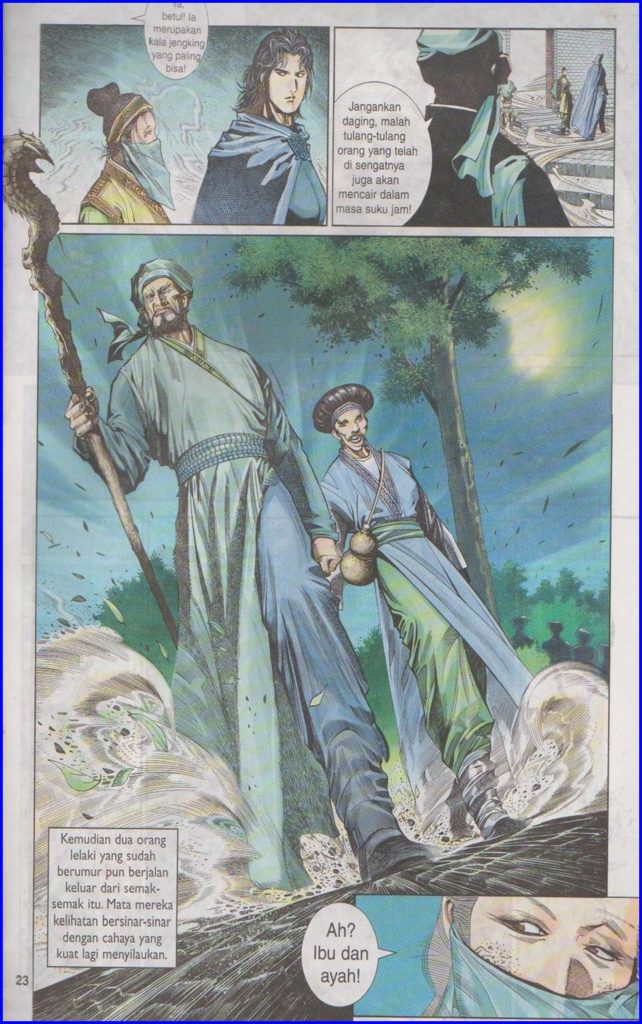 Ia,
betul! Ia
merupakan
kala jengking
yang paling
bisa!
Jangankan
daging, malah
tulang-tulang
orang yang telah
di sengatnya
juga akan
mencair dalam
masa suku jam!
Kemudian dua orang
lelaki yang sudah
berumur pun berjalan
keluar dari semak-
semak itu. Mata mereka
kelihatan bersinar-sinar
dengan cahaya yang
kuat lagi menyilaukan.
Ah?
Ibu dan
ayah!
23